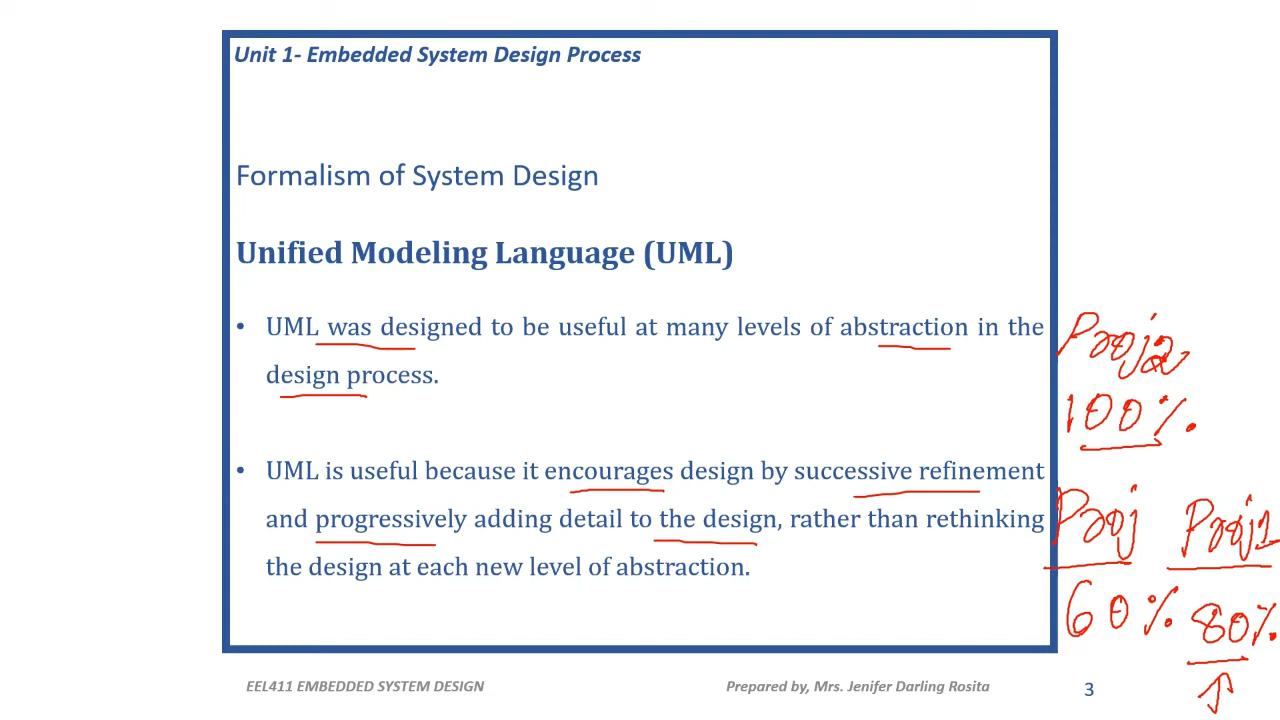 Unit 1- Embedded System Design Process
Formalism of System Design
Unified Modeling Language (UML)
• UML was designed to be useful at many levels of abstraction in the
design process.
• UML is useful because it encourages design by successive refinement
and progressively adding detail to the design, rather than rethinking
the design at each new level of abstraction.
Proj2
100%.
Proj Proj1
60% 80%
EEL411 EMBEDDED SYSTEM DESIGN
Prepared by, Mrs. Jenifer Darling Rosita
3